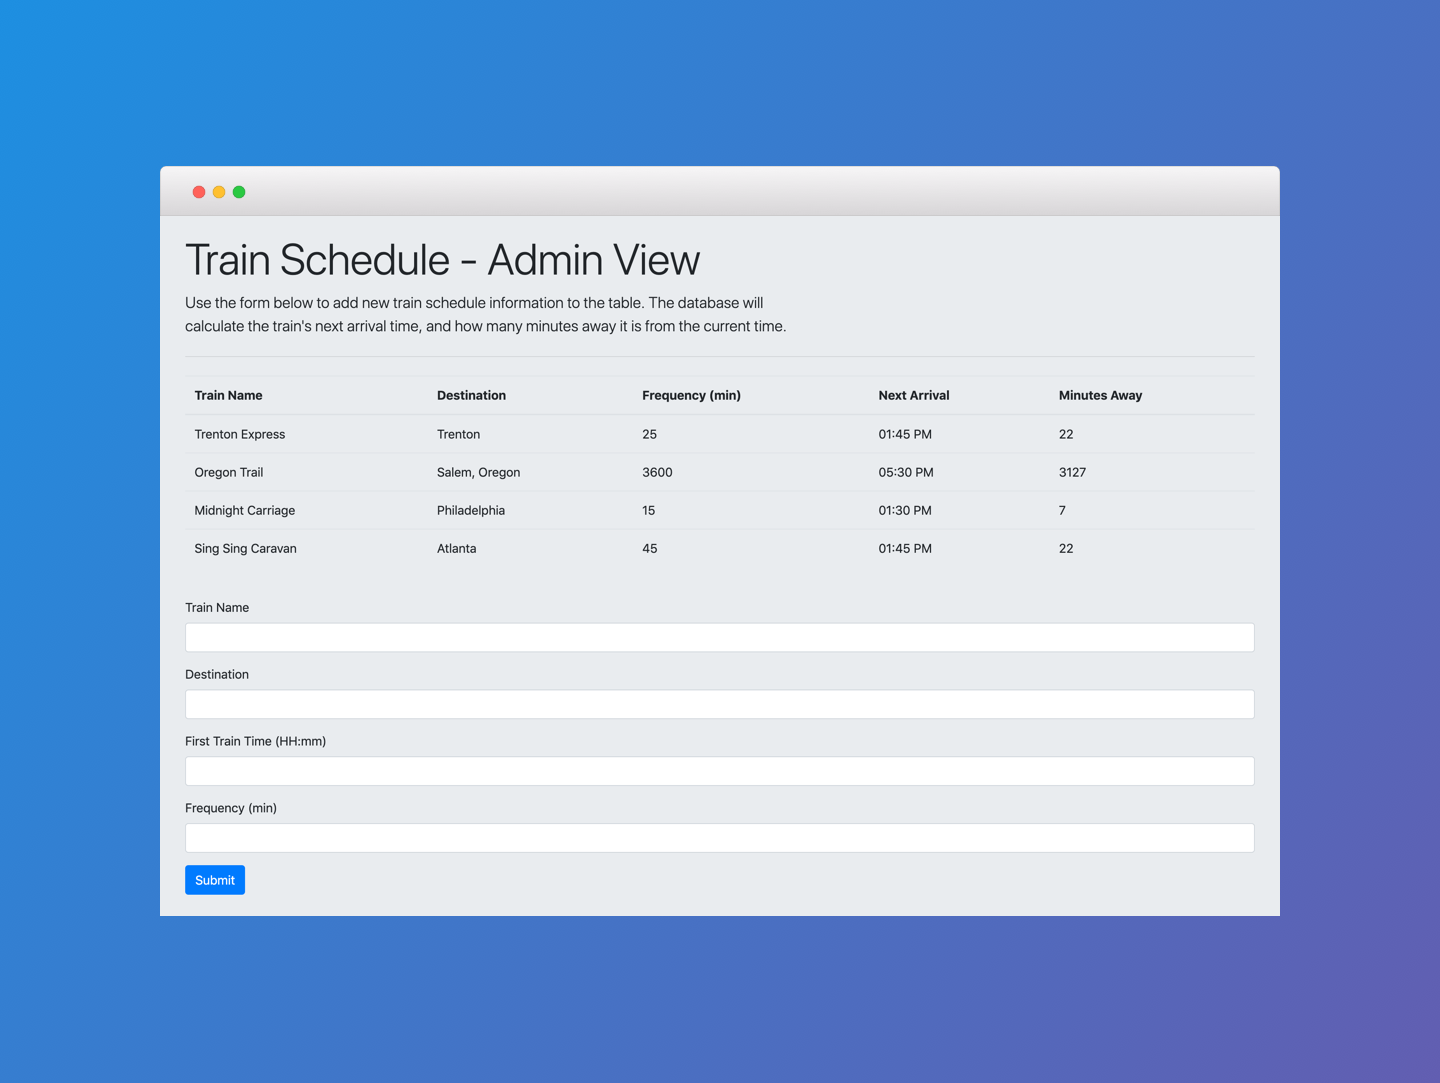 Train Schedule - Admin View
Use the form below to add new train schedule information to the table. The database will
calculate the train's next arrival time, and how many minutes away it is from the current time.
Train Name Destination Frequency (min) Next Arrival Minutes Away
Trenton Express Trenton 25 01:45 PM 22
Oregon Trail Salem, Oregon 3600 05:30 PM 3127
Midnight Carriage Philadelphia 15 01:30 PM 7
Sing Sing Caravan Atlanta 45 01:45 PM 22
Train Name
Destination
First Train Time (HH:mm)
Frequency (min)
Submit